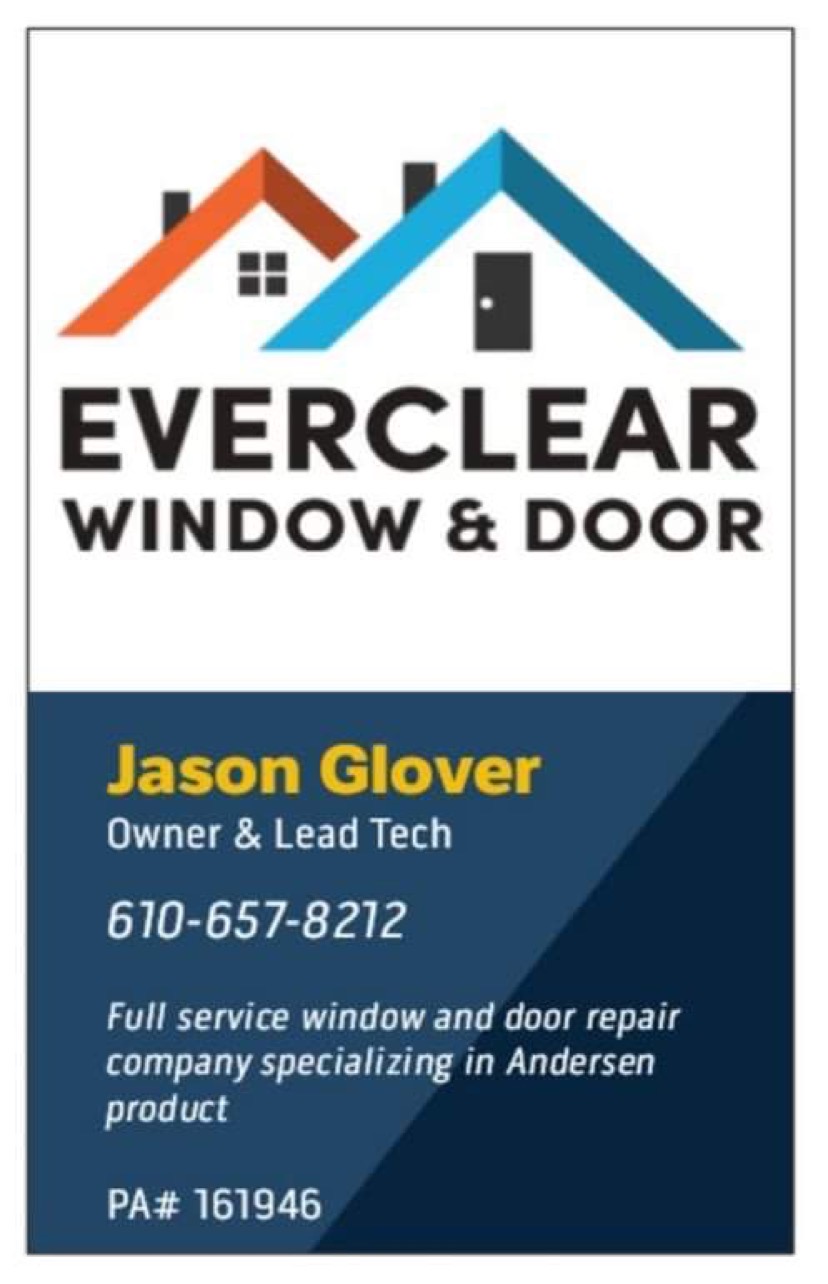 EVERCLEAR
WINDOW & DOOR
Jason Glover
Owner & Lead Tech
610-657-8212
Full service window and door repair
company specializing in Andersen
product
PA# 161946